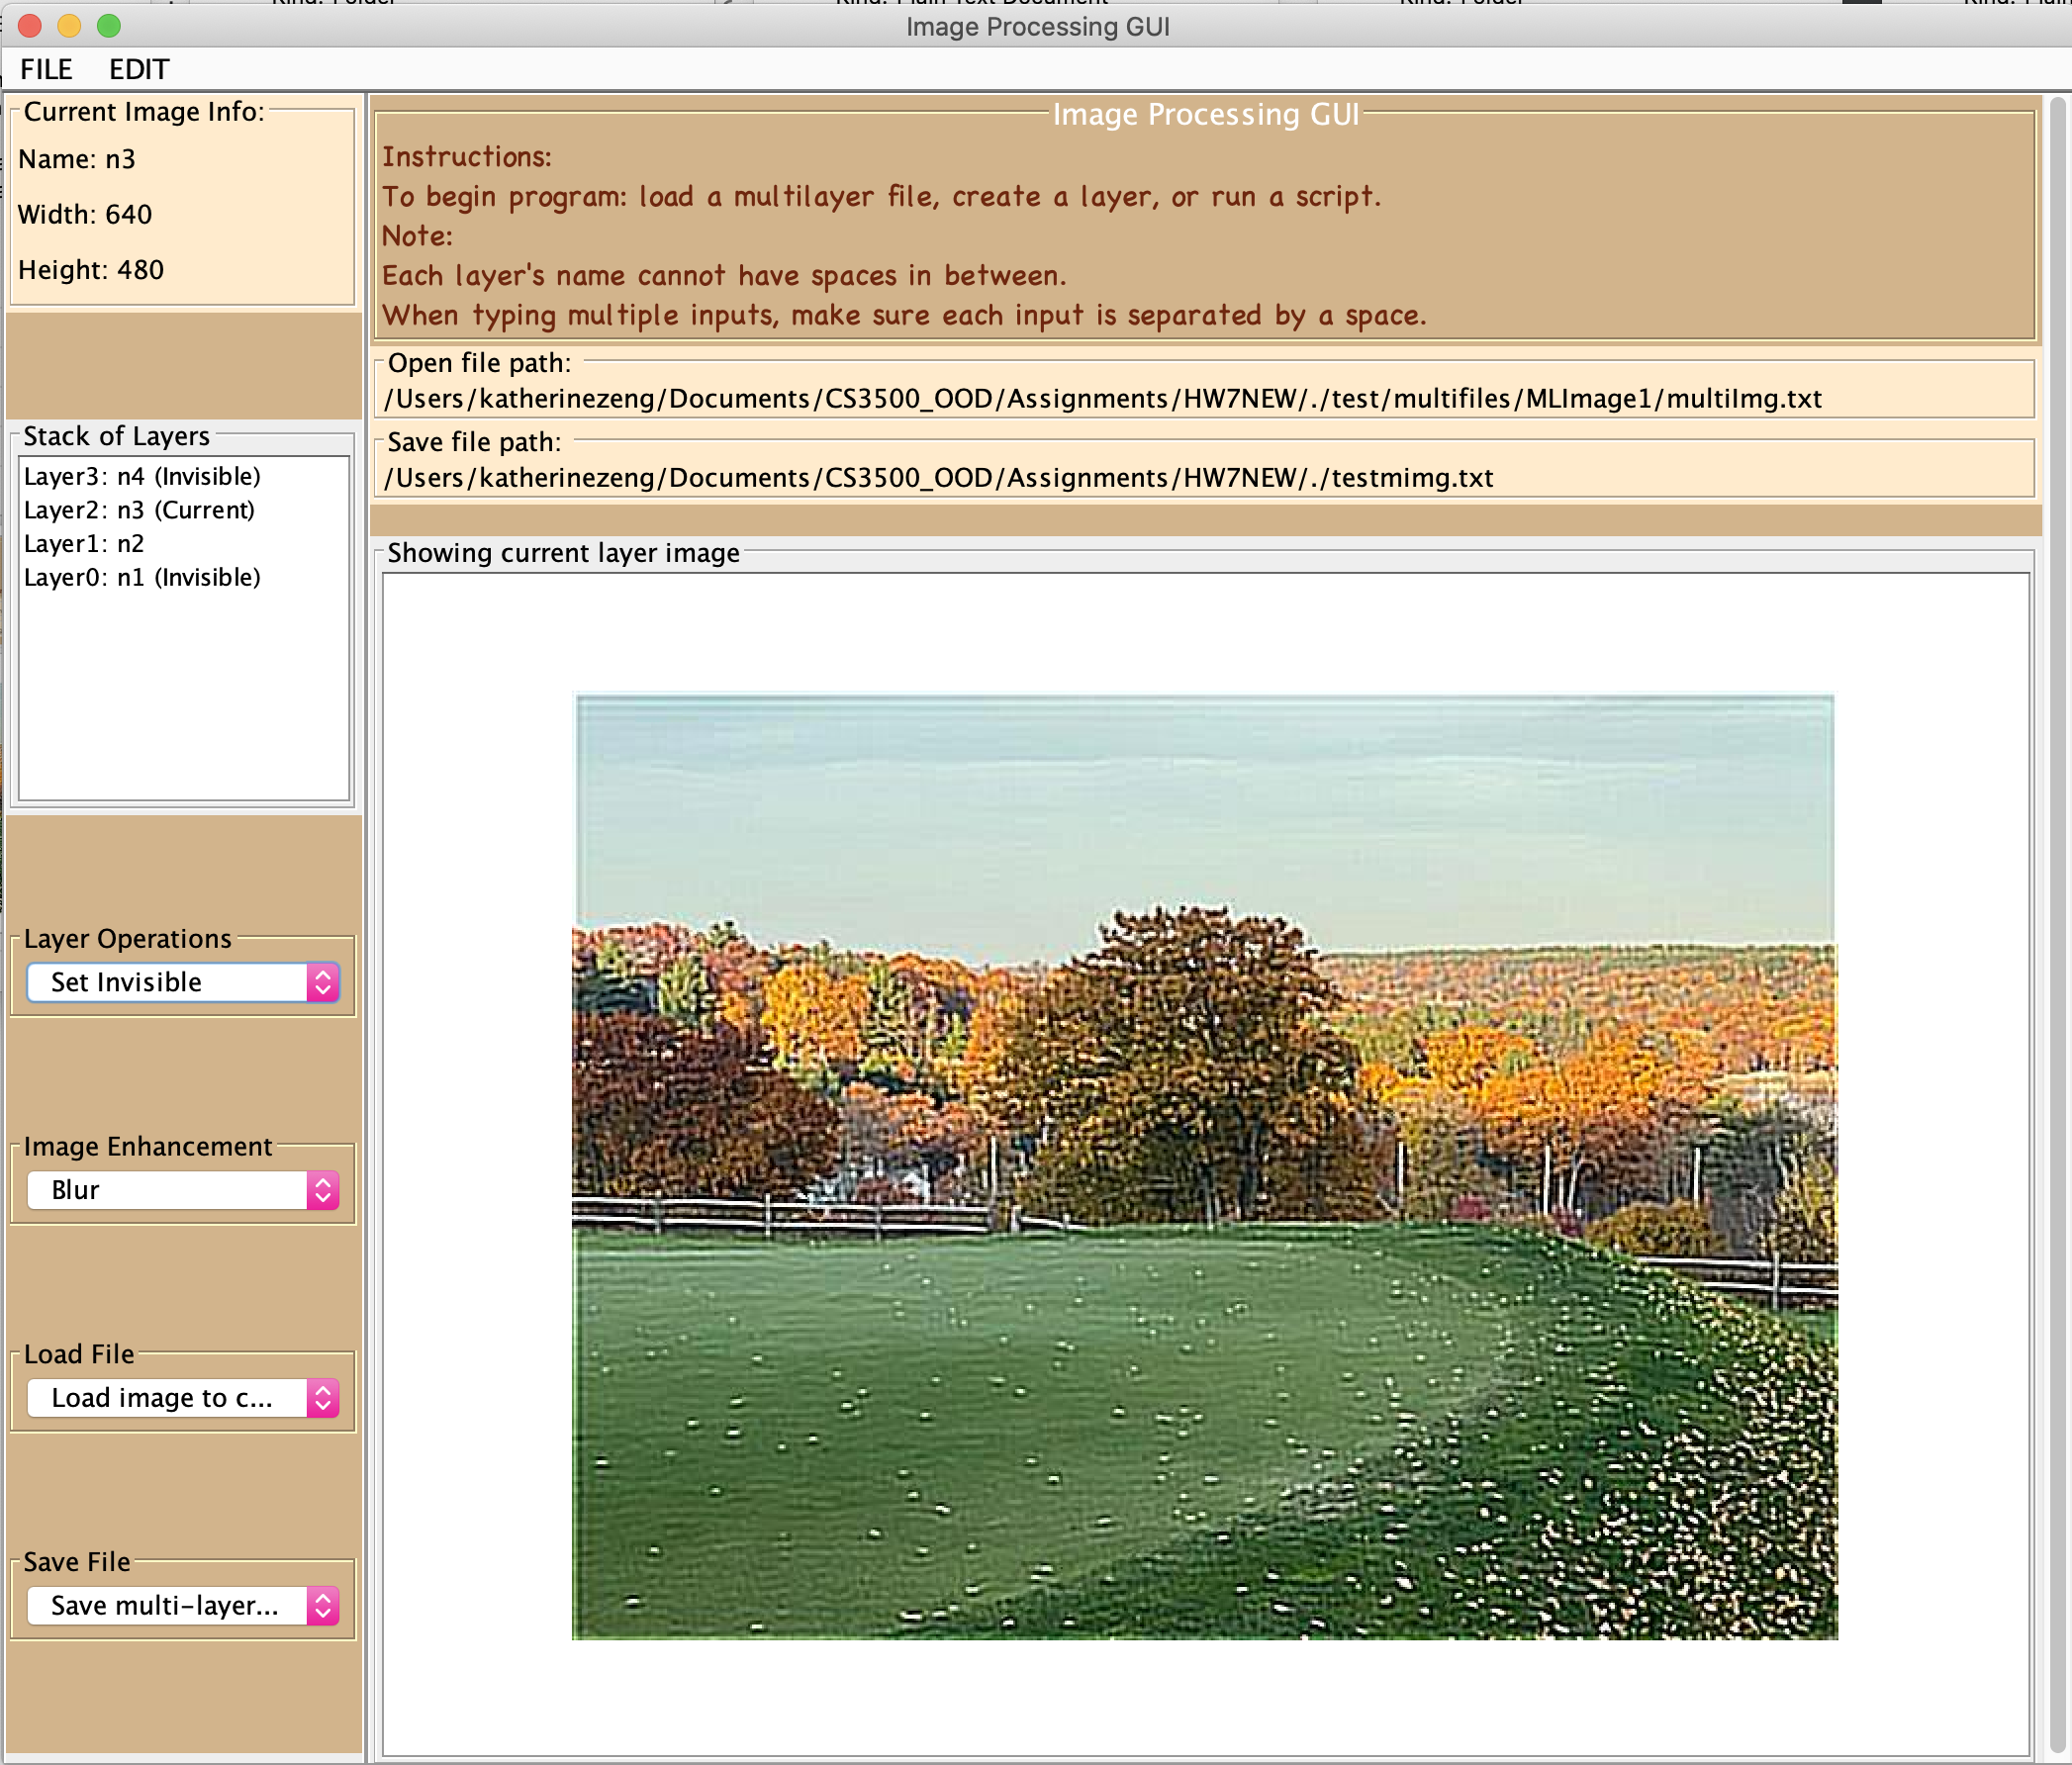 Image Processing GUI
FILE EDIT
Current Image Info:
Name: n3
Width: 640
Height: 480
Stack of Layers
Layer3: n4 (Invisible)
Layer2: n3 (Current)
Layer1: n2
Layer0: n1 (Invisible)
Layer Operations
Set Invisible
Image Enhancement
Blur
Load File
Load image to c...
Save File
Save multi-layer...
Image Processing GUI
Instructions:
To begin program: load a multilayer file, create a layer, or run a script.
Note:
Each layer's name cannot have spaces in between.
When typing multiple inputs, make sure each input is separated by a space.
Open file path:
/Users/katherinezeng/Documents/CS3500_OOD/Assignments/HW7NEW/./test/multifiles/MLImage1/multiImg.txt
Save file path:
/Users/katherinezeng/Documents/CS3500_OOD/Assignments/HW7NEW/./testmimg.txt
Showing current layer image